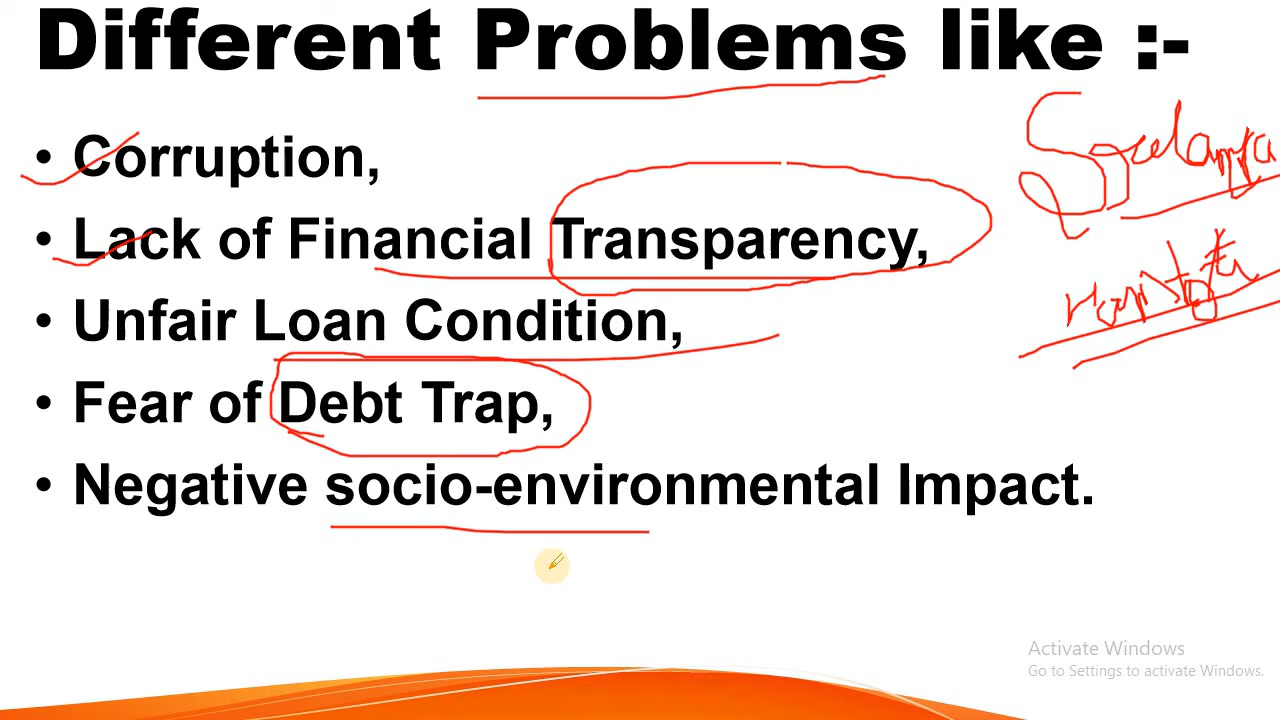 Different Problems like :-
• Corruption,
• Lack of Financial Transparency,
• Unfair Loan Condition,
• Fear of Debt Trap,
• Negative socio-environmental Impact.
Activate Windows
Go to Settings to activate Windows.